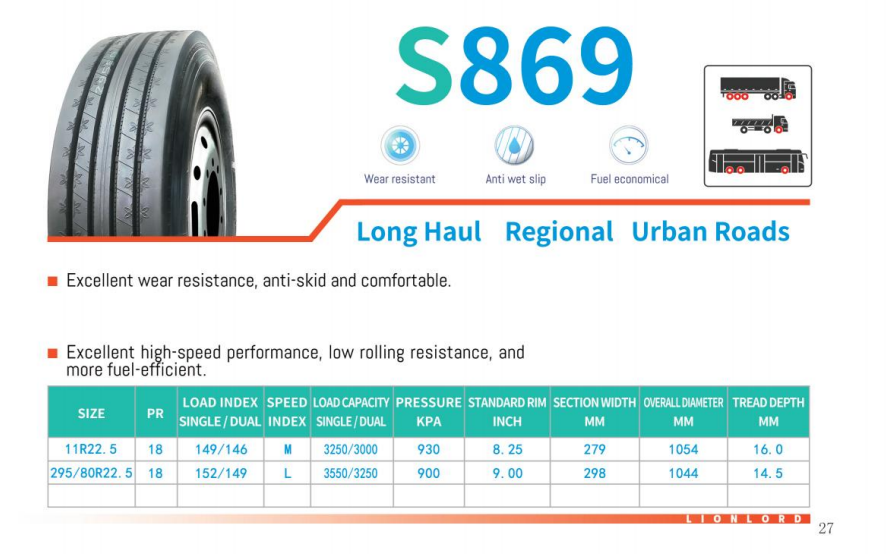 S869
Wear resistant
Anti wet slip
Fuel economical
Long Haul Regional Urban Roads
■ Excellent wear resistance, anti-skid and comfortable.
■ Excellent high-speed performance, low rolling resistance, and
more fuel-efficient.
SIZE PR LOAD INDEX SINGLE / DUAL SPEED INDEX LOAD CAPACITY SINGLE / DUAL PRESSURE KPA STANDARD RIM INCH SECTION WIDTH MM OVERALL DIAMETER MM TREAD DEPTH MM
11R22.5 18 149/146 M 3250/3000 930 8.25 279 1054 16.0
295/80R22.5 18 152/149 L 3550/3250 900 9.00 298 1044 14.5
LIONLORD
27